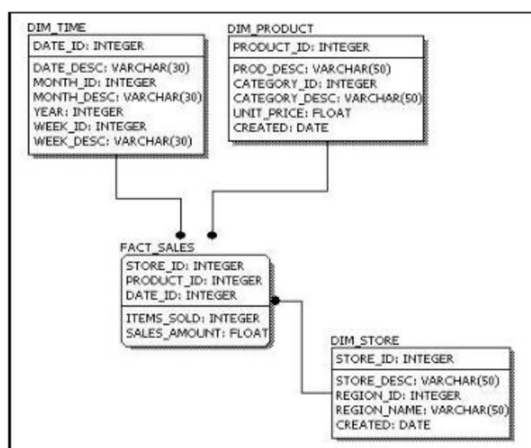 DIM_TIME
DATE_ID: INTEGER
DATE_DESC: VARCHAR(30)
MONTH_ID: INTEGER
MONTH_DESC: VARCHAR(30)
YEAR: INTEGER
WEEK_ID: INTEGER
WEEK_DESC: VARCHAR(30)
DIM_PRODUCT
PRODUCT_ID: INTEGER
PROD_DESC: VARCHAR(50)
CATEGORY_ID: INTEGER
CATEGORY_DESC: VARCHAR(50)
UNIT_PRICE: FLOAT
CREATED: DATE
FACT_SALES
STORE_ID: INTEGER
PRODUCT_ID: INTEGER
DATE_ID: INTEGER
ITEMS_SOLD: INTEGER
SALES_AMOUNT: FLOAT
DIM_STORE
STORE_ID: INTEGER
STORE_DESC: VARCHAR(50)
REGION_ID: INTEGER
REGION_NAME: VARCHAR(50)
CREATED: DATE